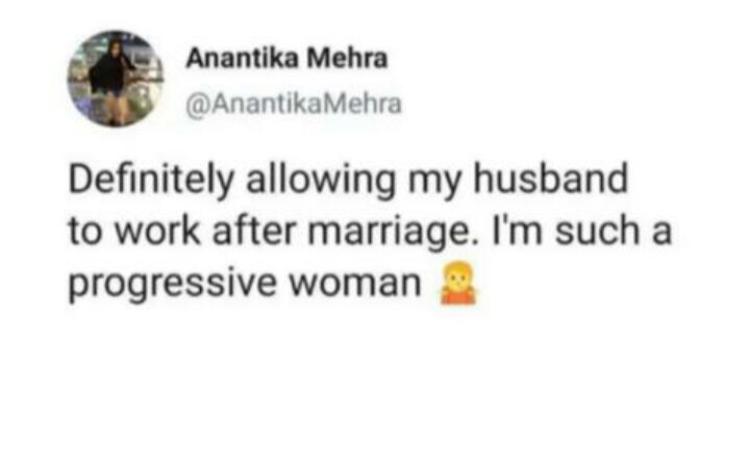 Anantika Mehra
@AnantikaMehra
Definitely allowing my husband
to work after marriage. I'm such a
progressive woman 🤷